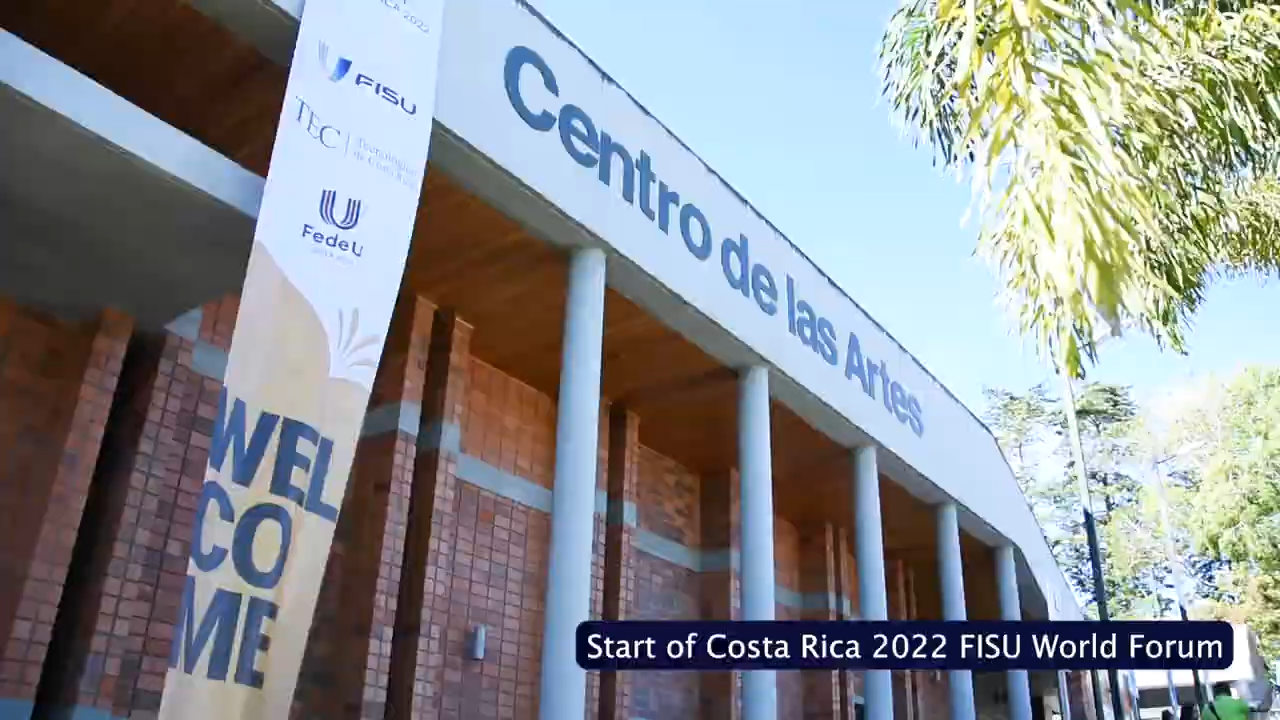 FISU
TEC
FedeU
WEL
CO
ME
Centro de las Artes
Start of Costa Rica 2022 FISU World Forum